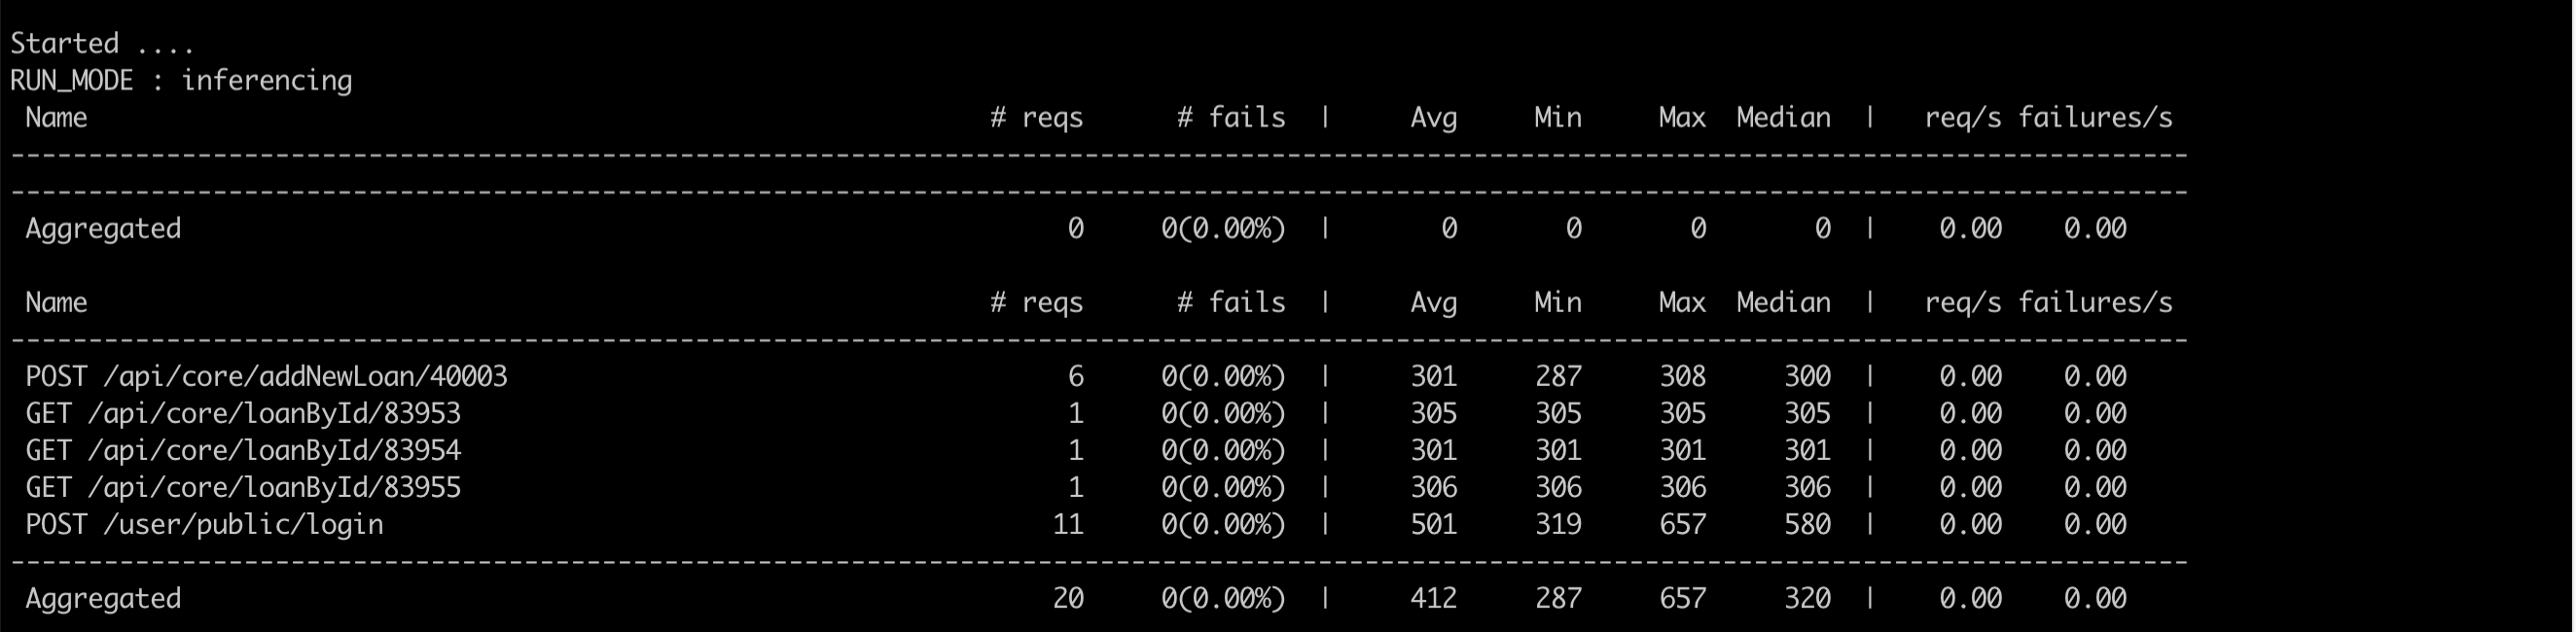 Started ....
RUN_MODE : inferencing
Name # reqs # fails | Avg Min Max Median | req/s failures/s
--------------------------------------------------------------------------------------------------------------------------------------------
--------------------------------------------------------------------------------------------------------------------------------------------
Aggregated 0 0(0.00%) | 0 0 0 0 | 0.00 0.00
Name # reqs # fails | Avg Min Max Median | req/s failures/s
--------------------------------------------------------------------------------------------------------------------------------------------
POST /api/core/addNewLoan/40003 6 0(0.00%) | 301 287 308 300 | 0.00 0.00
GET /api/core/loanById/83953 1 0(0.00%) | 305 305 305 305 | 0.00 0.00
GET /api/core/loanById/83954 1 0(0.00%) | 301 301 301 301 | 0.00 0.00
GET /api/core/loanById/83955 1 0(0.00%) | 306 306 306 306 | 0.00 0.00
POST /user/public/login 11 0(0.00%) | 501 319 657 580 | 0.00 0.00
--------------------------------------------------------------------------------------------------------------------------------------------
Aggregated 20 0(0.00%) | 412 287 657 320 | 0.00 0.00